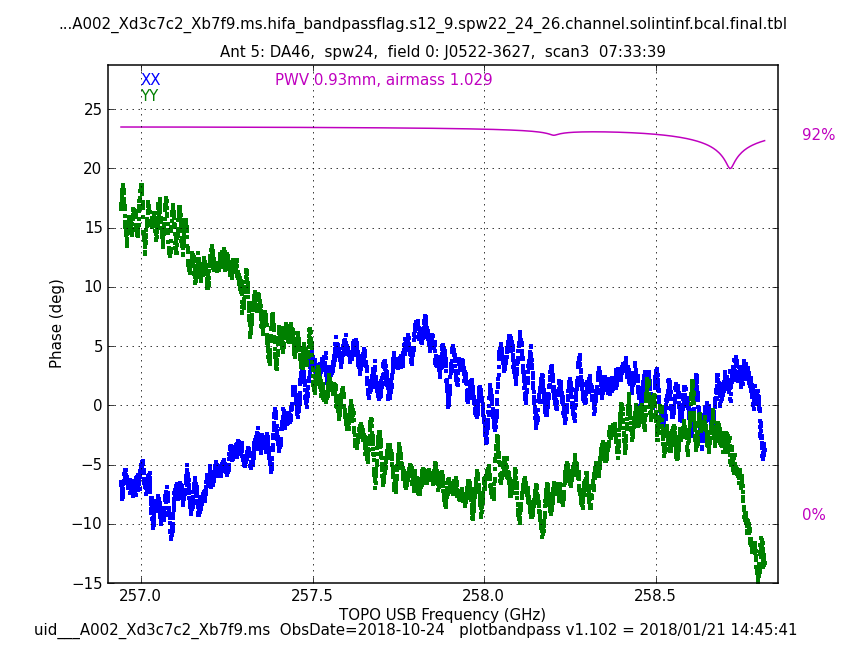 ...A002_Xd3c7c2_Xb7f9.ms.hifa_bandpassflag.s12_9.spw22_24_26.channel.solintinf.bcal.final.tbl
Ant 5: DA46,  spw24,  field 0: J0522-3627,  scan3  07:33:39
XX
PWV 0.93mm, airmass 1.029
YY
92%
0%
25
20
15
10
5
0
−5
−10
−15
Phase (deg)
257.0
257.5
258.0
258.5
TOPO USB Frequency (GHz)
uid___A002_Xd3c7c2_Xb7f9.ms  ObsDate=2018-10-24   plotbandpass v1.102 = 2018/01/21 14:45:41